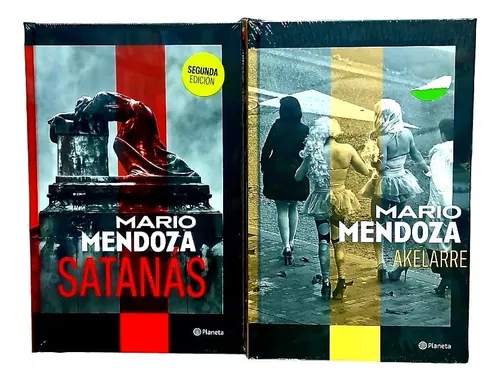 SEGUNDA
EDICIÓN
MARIO
MENDOZA
SATANÁS
Planeta
MARIO
MENDOZA
AKELARRE
Planeta